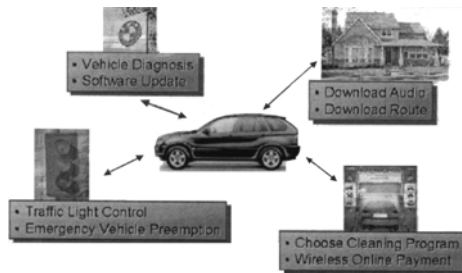 • Vehicle Diagnosis
• Software Update
• Download Audio
• Download Route
• Traffic Light Control
• Emergency Vehicle Preemption
• Choose Cleaning Program
• Wireless Online Payment